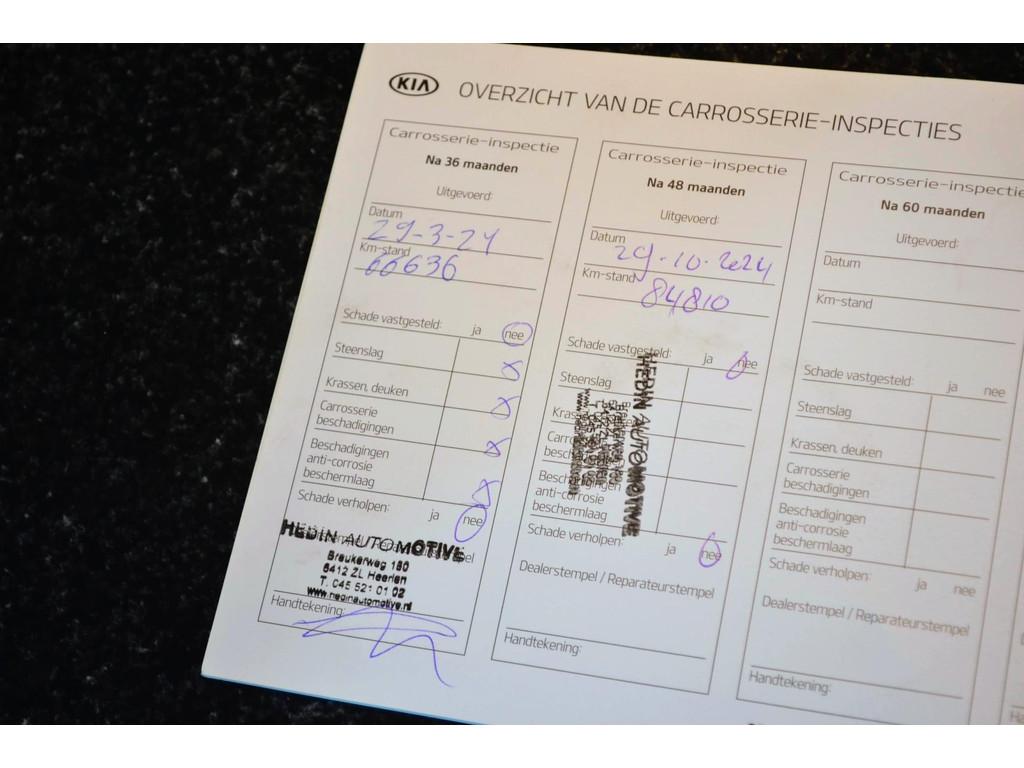 KIA OVERZICHT VAN DE CARROSSERIE-INSPECTIES
Carrosserie-inspectie
Na 36 maanden
Uitgevoerd:
Datum
29-3-24
Km-stand
66636
Schade vastgesteld: ja nee
Steenslag x
Krassen, deuken x
Carrosserie
beschadigingen x
Beschadigingen
anti-corrosie
beschermlaag x
Schade verholpen: ja nee
HEDIN AUTOMOTIVE
Breukerweg 180
6412 ZL Heerlen
T. 045 521 01 02
www.hedinautomotive.nl
Handtekening:
Carrosserie-inspectie
Na 48 maanden
Uitgevoerd:
Datum
29-10-2024
Km-stand
84810
Schade vastgesteld: ja nee
Steenslag
HEDIN AUTOMOTIVE
anti-corrosie
beschermlaag
Schade verholpen: ja nee
Dealerstempel / Reparateurstempel
Handtekening:
Carrosserie-inspectie
Na 60 maanden
Uitgevoerd:
Datum
Km-stand
Schade vastgesteld: ja nee
Steenslag
Krassen, deuken
Carrosserie
beschadigingen
Beschadigingen
anti-corrosie
beschermlaag
Schade verholpen: ja nee
Dealerstempel / Reparateurstempel
Handtekening: